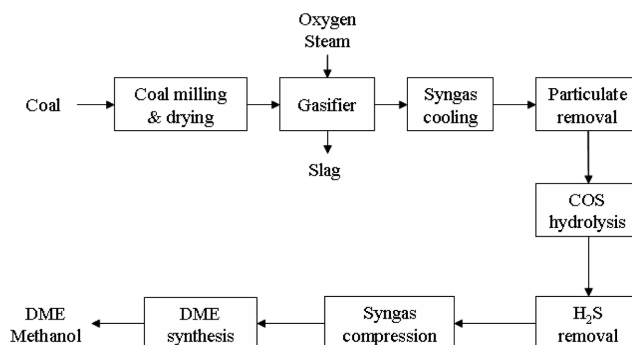 Oxygen
Steam
Coal
Coal milling
& drying
Gasifier
Syngas
cooling
Particulate
removal
Slag
COS
hydrolysis
H₂S
removal
Syngas
compression
DME
synthesis
DME
Methanol